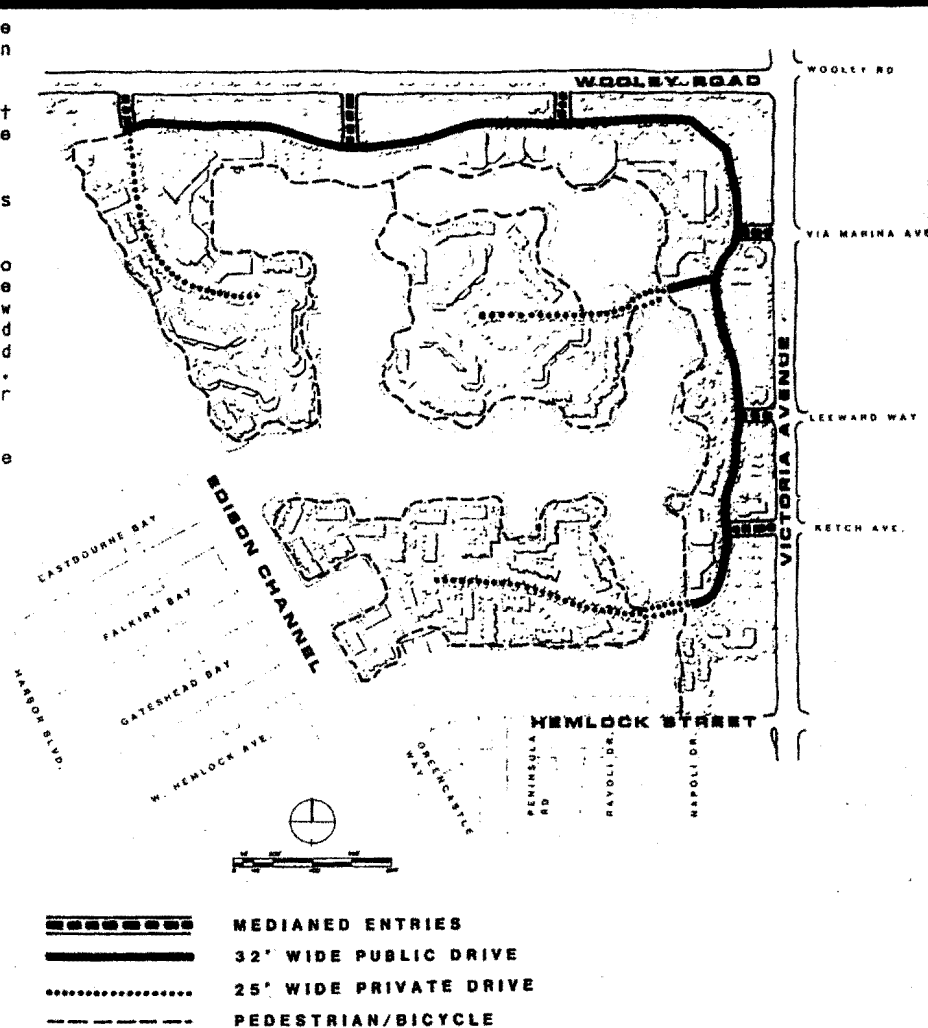 e
n
t
e
s
o
e
w
d
d
.
r
e
WOOLEY ROAD
WOOLEY RD
VIA MARINA AVE
VICTORIA AVENUE
LEEWARD WAY
KETCH AVE.
EDISON CHANNEL
EASTBOURNE BAY
FALKIRK BAY
GATESHEAD BAY
W. HEMLOCK AVE.
HARBOR BLVD.
HEMLOCK STREET
GREENCASTLE
WAY
PENINSULA
RD
RAVOLI DR.
NAPOLI DR.
MEDIANED ENTRIES
32' WIDE PUBLIC DRIVE
25' WIDE PRIVATE DRIVE
PEDESTRIAN/BICYCLE